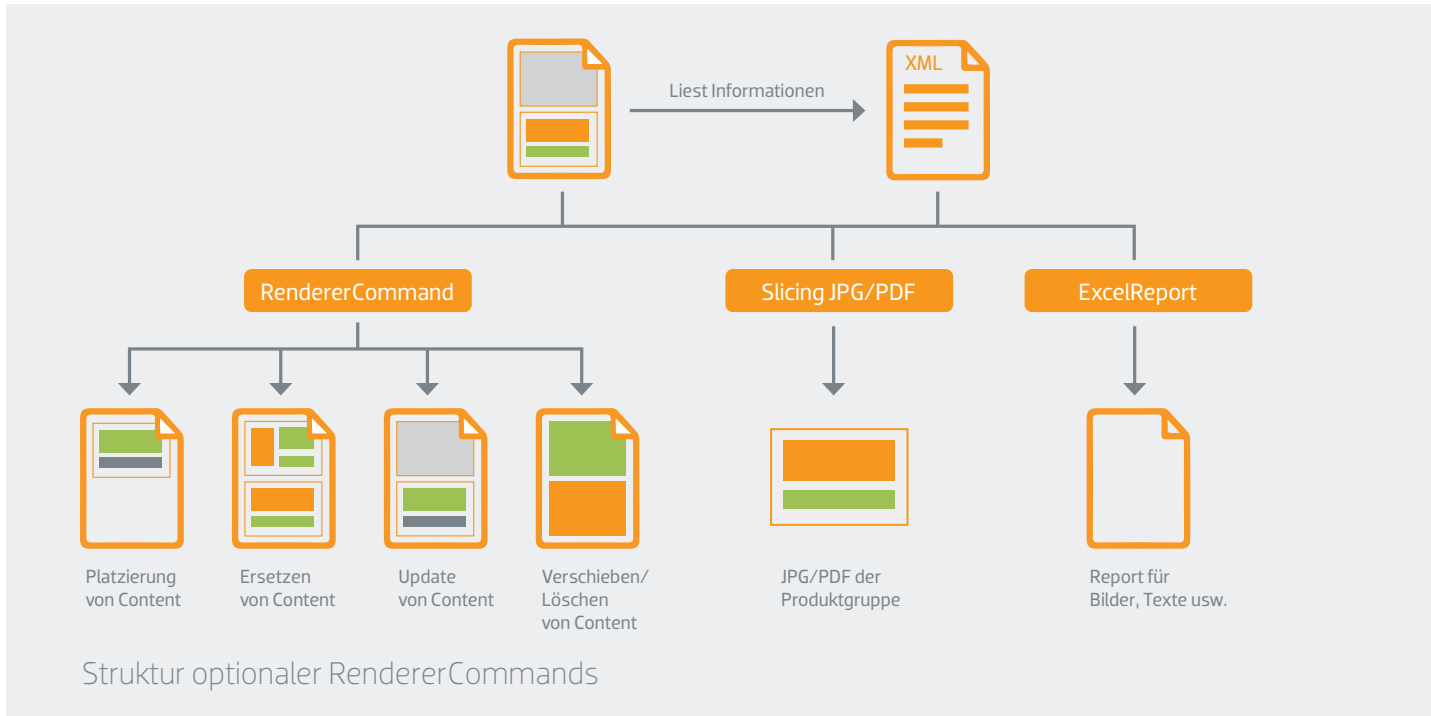 Liest Informationen
XML
RendererCommand
Slicing JPG/PDF
ExcelReport
Platzierung
von Content
Ersetzen
von Content
Update
von Content
Verschieben/
Löschen
von Content
JPG/PDF der
Produktgruppe
Report für
Bilder, Texte usw.
Struktur optionaler RendererCommands